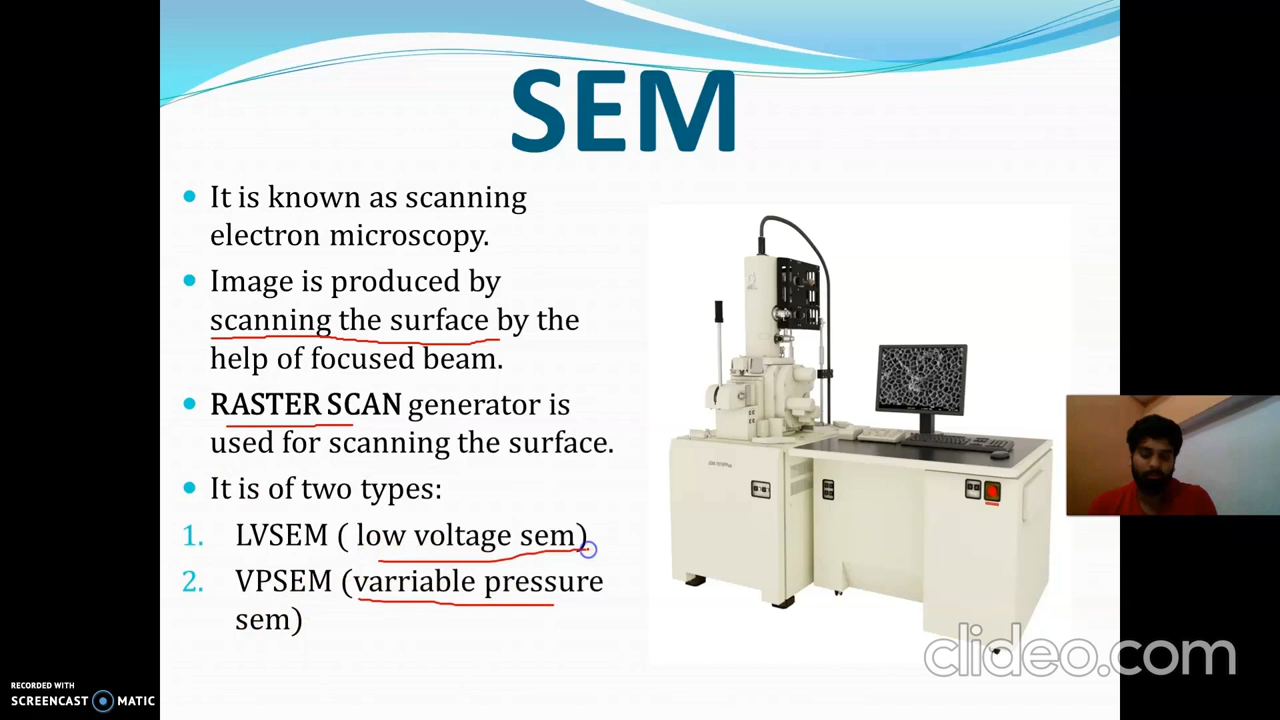 SEM
It is known as scanning
electron microscopy.
Image is produced by
scanning the surface by the
help of focused beam.
RASTER SCAN generator is
used for scanning the surface.
It is of two types:
1. LVSEM ( low voltage sem)
2. VPSEM (varriable pressure
sem)
clideo.com
RECORDED WITH
SCREENCAST MATIC